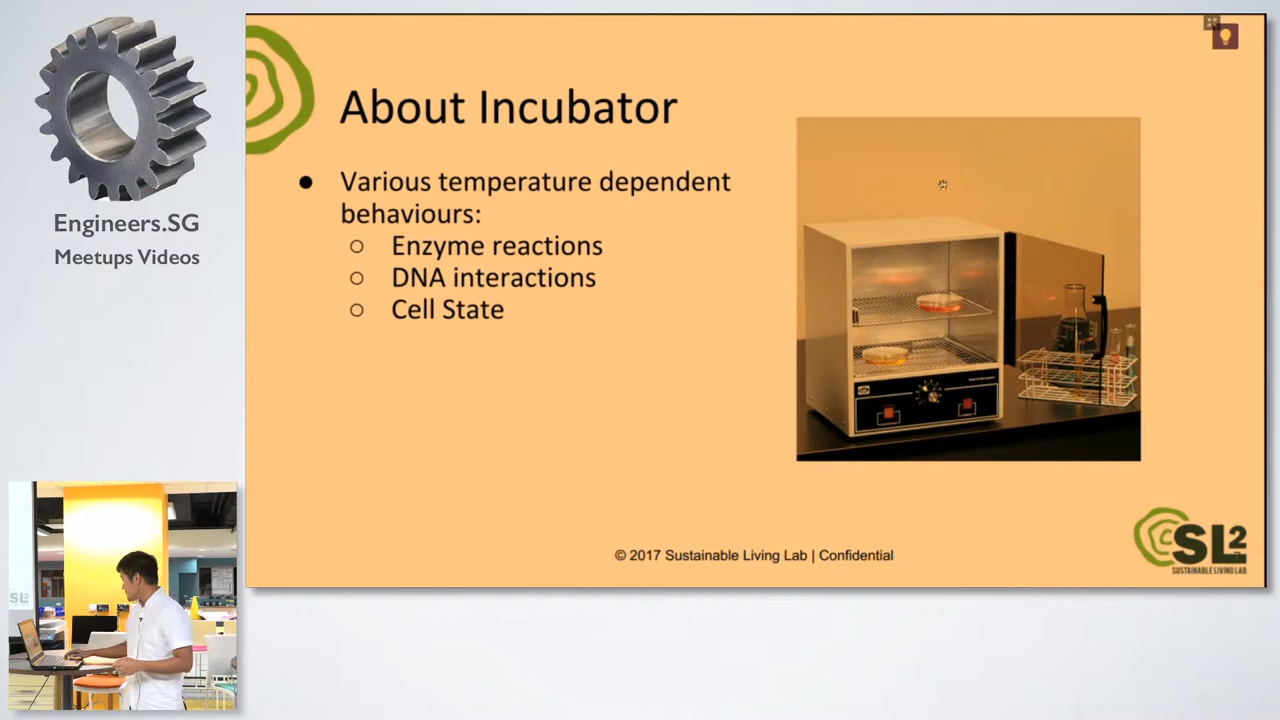 Engineers.SG
Meetups Videos
About Incubator
● Various temperature dependent
behaviours:
○ Enzyme reactions
○ DNA interactions
○ Cell State
© 2017 Sustainable Living Lab | Confidential
SL2
SUSTAINABLE LIVING LAB
SL2